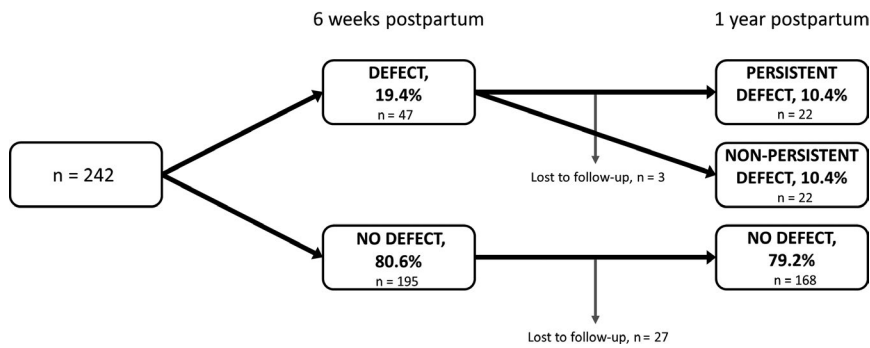 6 weeks postpartum
1 year postpartum
DEFECT,
19.4%
n = 47
PERSISTENT
DEFECT, 10.4%
n = 22
Lost to follow-up, n = 3
n = 242
NON-PERSISTENT
DEFECT, 10.4%
n = 22
NO DEFECT,
80.6%
n = 195
NO DEFECT,
79.2%
n = 168
Lost to follow-up, n = 27